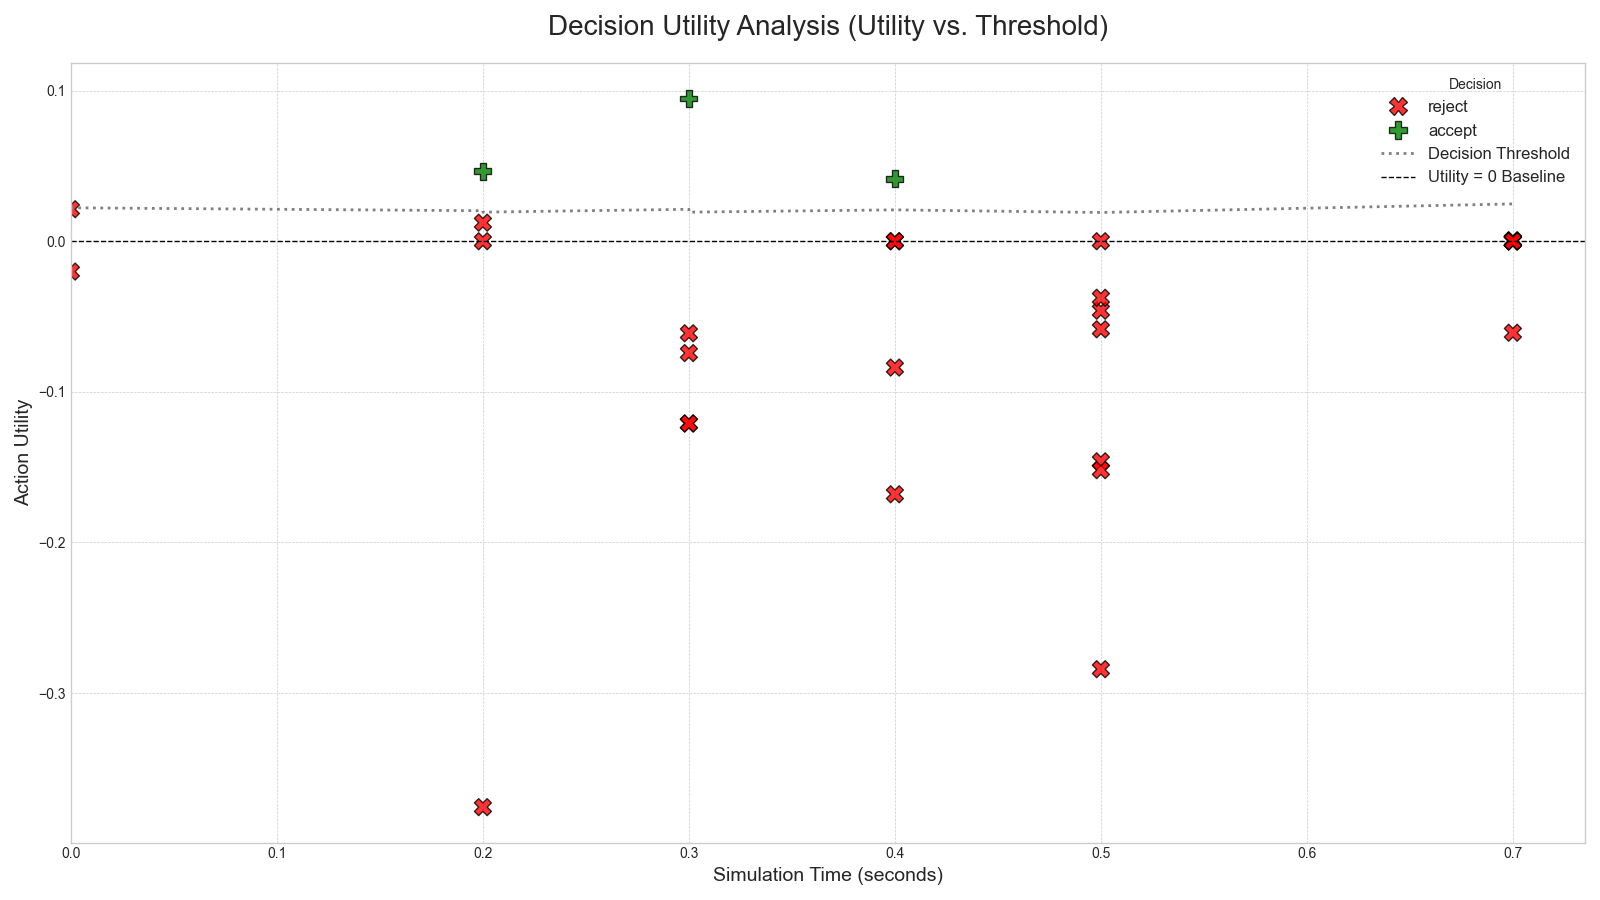 Decision Utility Analysis (Utility vs. Threshold)
Decision
reject
accept
Decision Threshold
Utility = 0 Baseline
Action Utility
0.1
0.0
−0.1
−0.2
−0.3
0.0 0.1 0.2 0.3 0.4 0.5 0.6 0.7
Simulation Time (seconds)